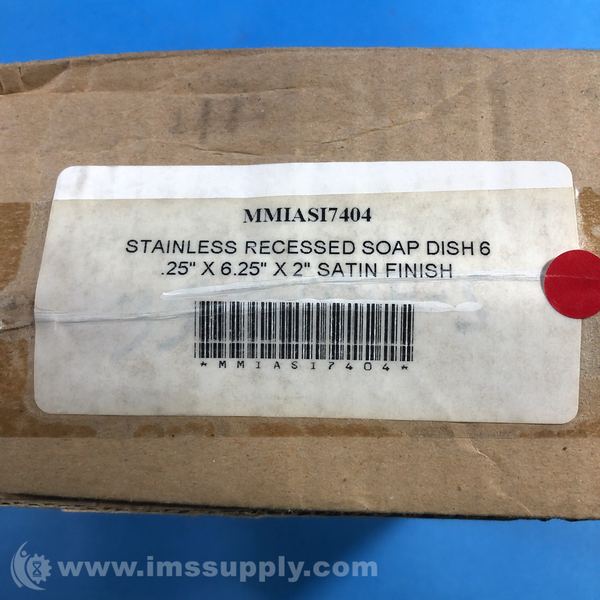 MMIASI7404
STAINLESS RECESSED SOAP DISH 6
.25" X 6.25" X 2" SATIN FINISH
*MMIASI7404*
www.imssupply.com